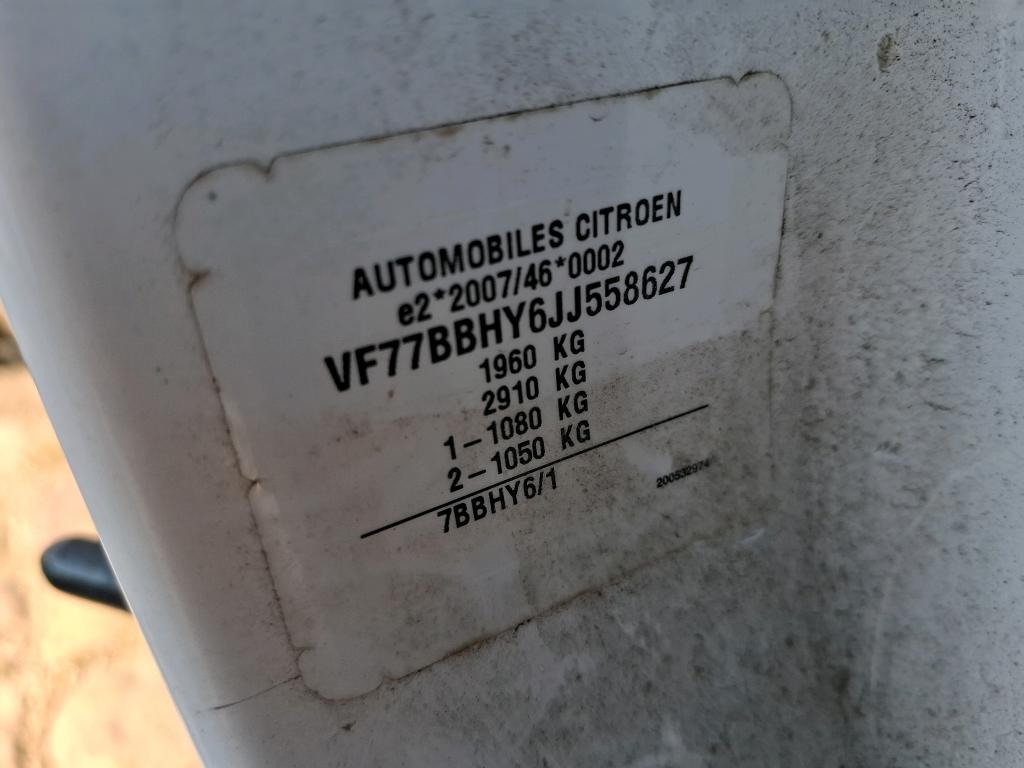 AUTOMOBILES CITROEN
e2*2007/46*0002
VF77BBHY6JJ558627
1960 KG
2910 KG
1-1080 KG
2-1050 KG
7BBHY6/1
200532974